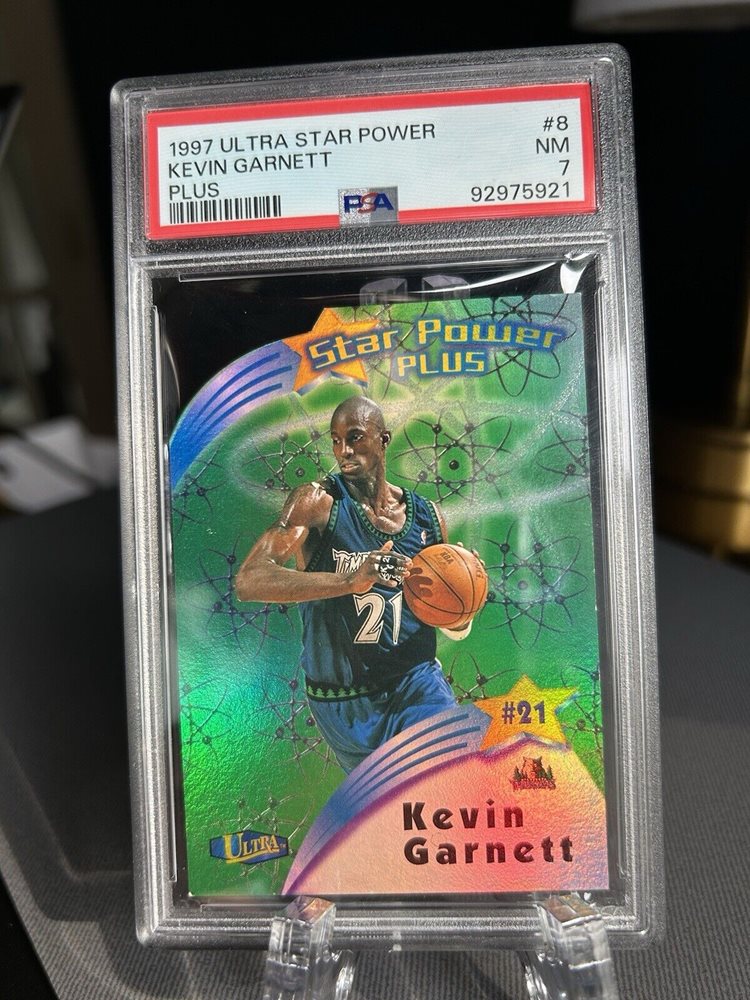 1997 ULTRA STAR POWER #8
KEVIN GARNETT NM
PLUS 7
PSA 92975921
Star Power
PLUS
21
#21
Kevin
Garnett
ULTRA